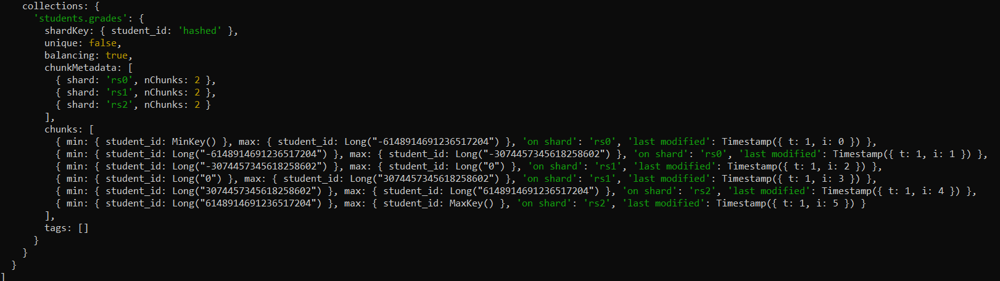 collections: {
'students.grades': {
shardKey: { student_id: 'hashed' },
unique: false,
balancing: true,
chunkMetadata: [
{ shard: 'rs0', nChunks: 2 },
{ shard: 'rs1', nChunks: 2 },
{ shard: 'rs2', nChunks: 2 }
],
chunks: [
{ min: { student_id: MinKey() }, max: { student_id: Long("-6148914691236517204") }, 'on shard': 'rs0', 'last modified': Timestamp({ t: 1, i: 0 }) },
{ min: { student_id: Long("-6148914691236517204") }, max: { student_id: Long("-3074457345618258602") }, 'on shard': 'rs0', 'last modified': Timestamp({ t: 1, i: 1 }) },
{ min: { student_id: Long("-3074457345618258602") }, max: { student_id: Long("0") }, 'on shard': 'rs1', 'last modified': Timestamp({ t: 1, i: 2 }) },
{ min: { student_id: Long("0") }, max: { student_id: Long("3074457345618258602") }, 'on shard': 'rs1', 'last modified': Timestamp({ t: 1, i: 3 }) },
{ min: { student_id: Long("3074457345618258602") }, max: { student_id: Long("6148914691236517204") }, 'on shard': 'rs2', 'last modified': Timestamp({ t: 1, i: 4 }) },
{ min: { student_id: Long("6148914691236517204") }, max: { student_id: MaxKey() }, 'on shard': 'rs2', 'last modified': Timestamp({ t: 1, i: 5 }) }
],
tags: []
}
}
}
]